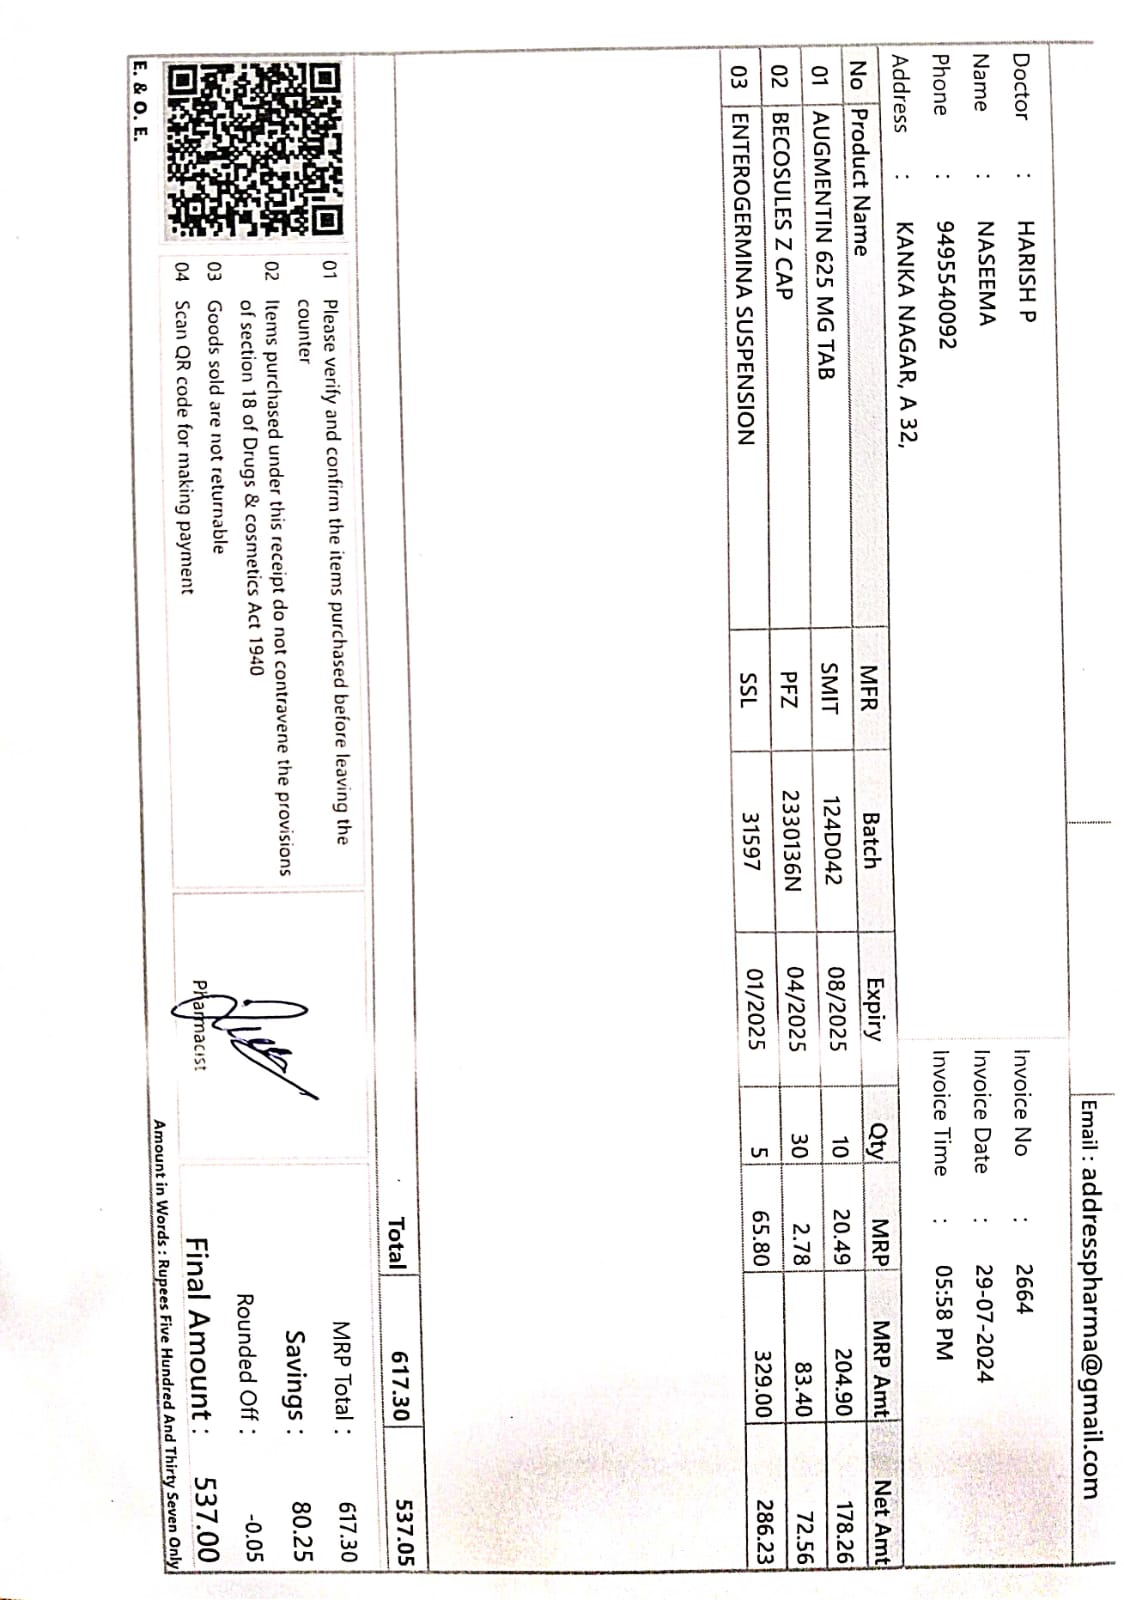 Email : addresspharma@gmail.com
Doctor : HARISH P
Name : NASEEMA
Phone : 9495540092
Address : KANKA NAGAR, A 32,
Invoice No : 2664
Invoice Date : 29-07-2024
Invoice Time : 05:58 PM
No Product Name MFR Batch Expiry Qty MRP MRP Amt Net Amt
01 AUGMENTIN 625 MG TAB SMIT 124D042 08/2025 10 20.49 204.90 178.26
02 BECOSULES Z CAP PFZ 2330136N 04/2025 30 2.78 83.40 72.56
03 ENTEROGERMINA SUSPENSION SSL 31597 01/2025 5 65.80 329.00 286.23
Total 617.30 537.05
01 Please verify and confirm the items purchased before leaving the
counter
02 Items purchased under this receipt do not contravene the provisions
of section 18 of Drugs & cosmetics Act 1940
03 Goods sold are not returnable
04 Scan QR code for making payment
E. & O. E.
Pharmacist
MRP Total : 617.30
Savings : 80.25
Rounded Off : -0.05
Final Amount : 537.00
Amount in Words : Rupees Five Hundred And Thirty Seven Only